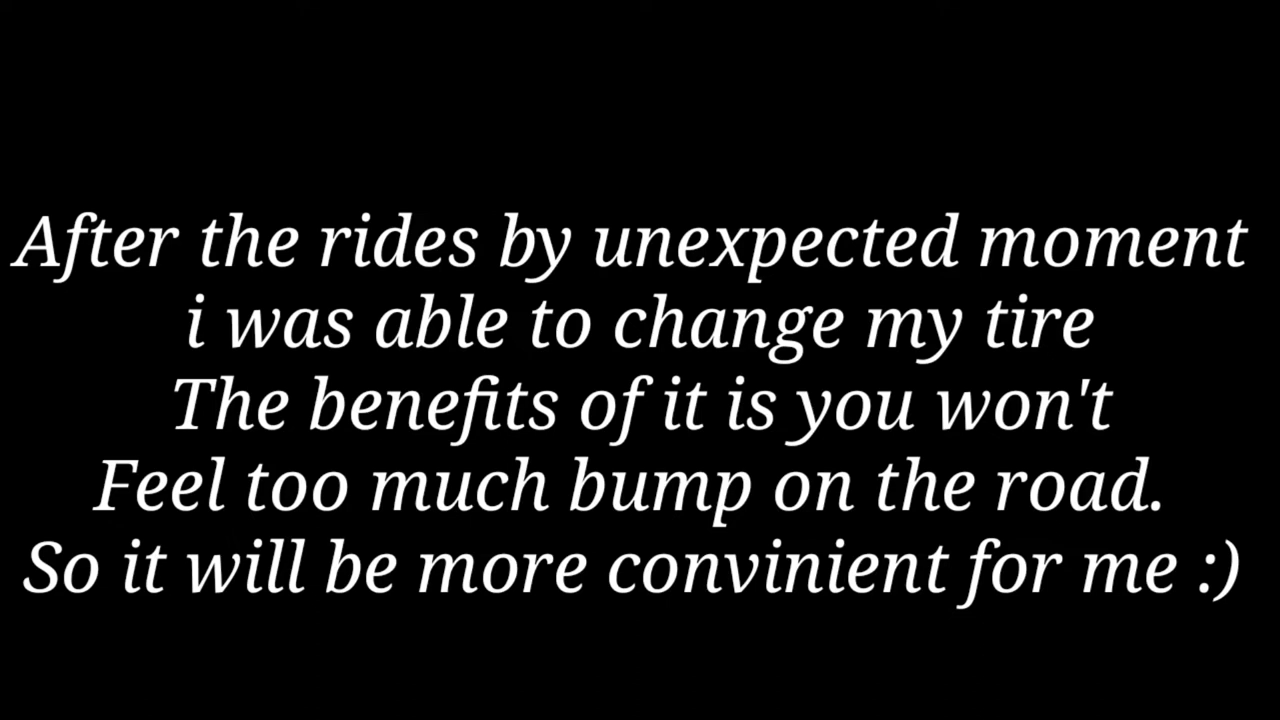 After the rides by unexpected moment
i was able to change my tire
The benefits of it is you won't
Feel too much bump on the road.
So it will be more convinient for me :)